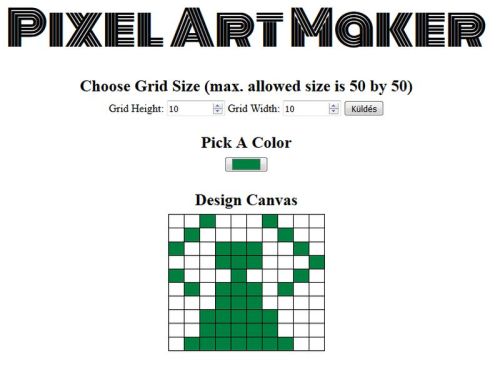 Pixel Art Maker
Choose Grid Size (max. allowed size is 50 by 50)
Grid Height: 10 Grid Width: 10 Küldés
Pick A Color
Design Canvas